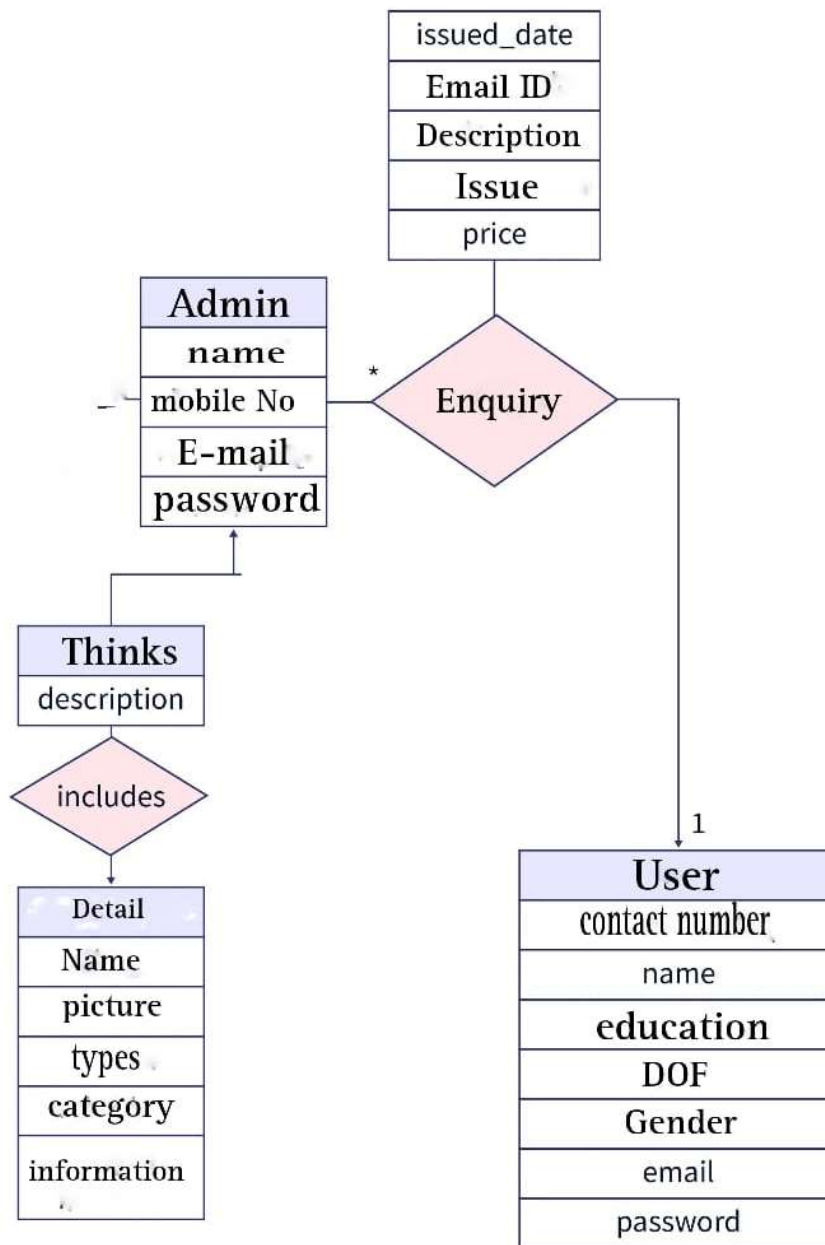 issued_date
Email ID
Description
Issue
price
Admin
name
mobile No
E-mail
password
*
Enquiry
Thinks
description
includes
Detail
Name
picture
types
category
information
1
User
contact number
name
education
DOF
Gender
email
password